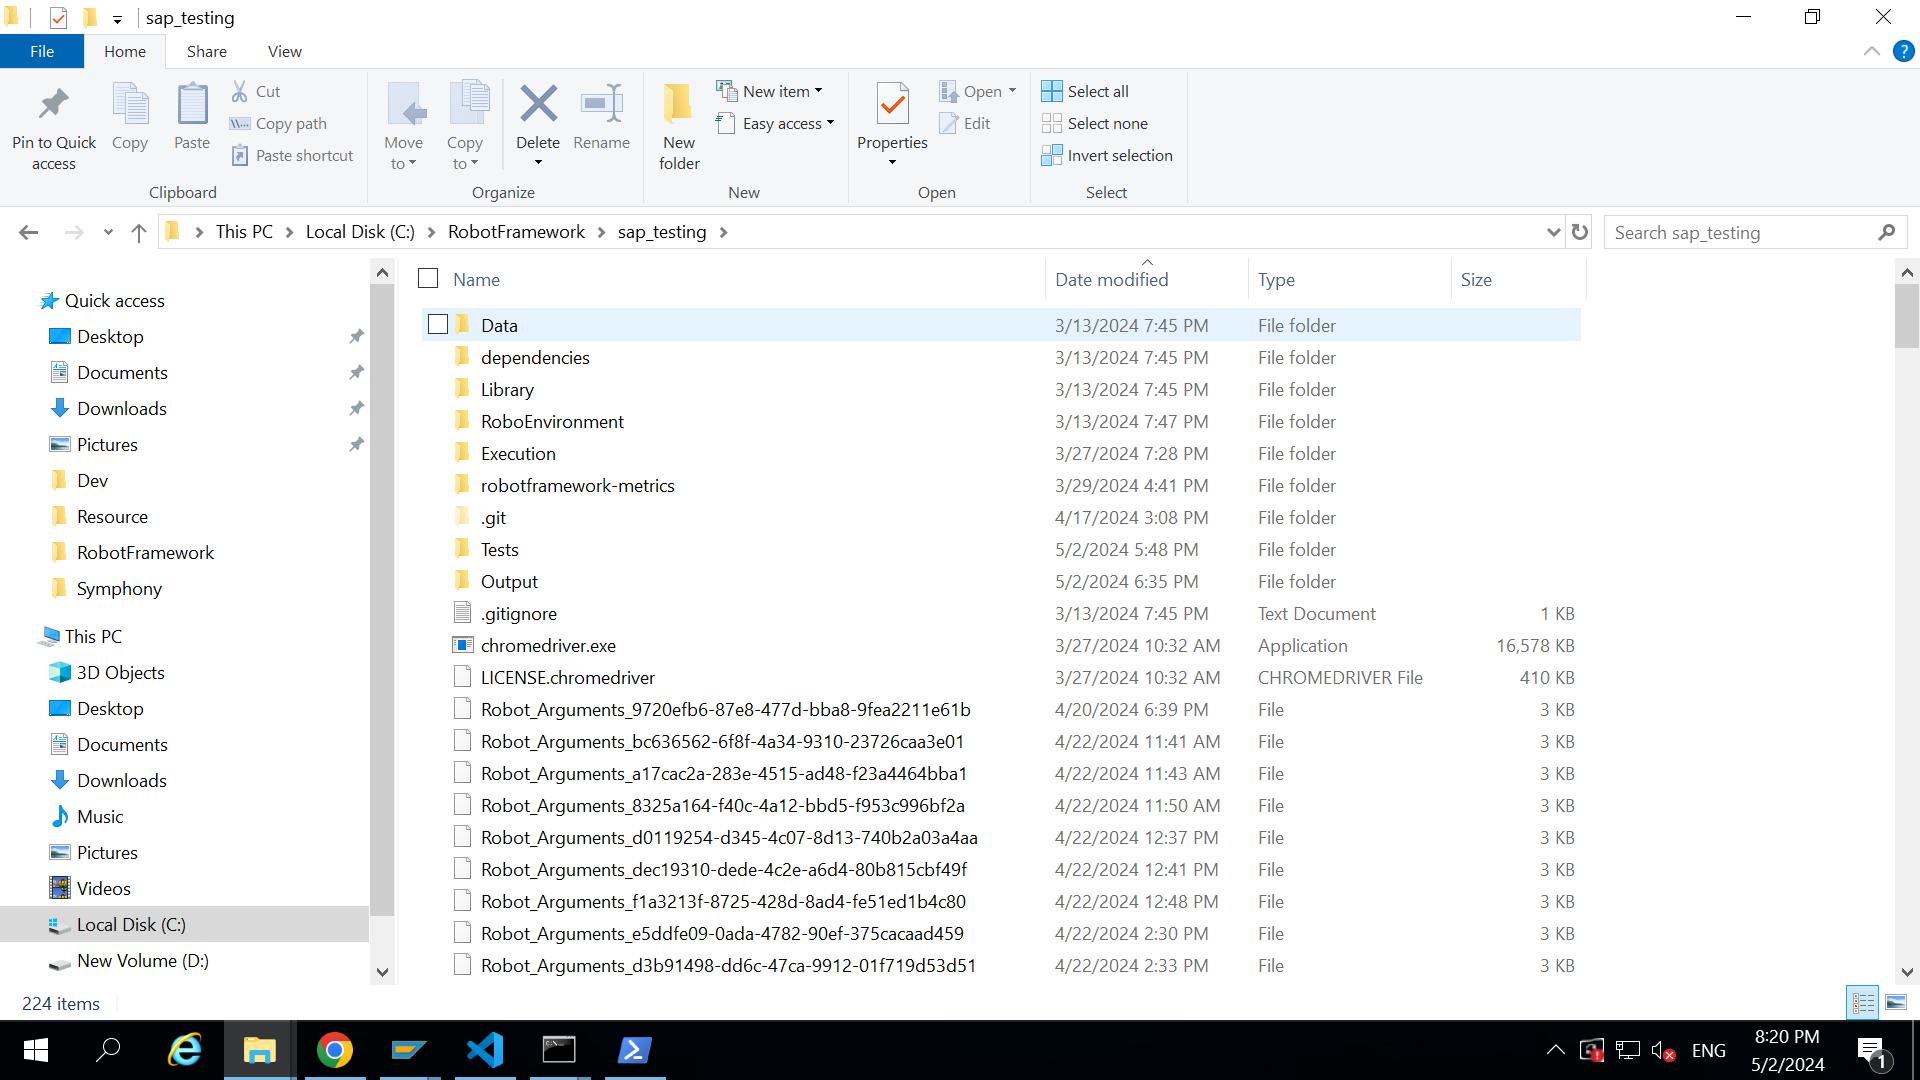 sap_testing
File
Home
Share
View
Pin to Quick access
Copy
Paste
Cut
Copy path
Paste shortcut
Clipboard
Move to
Copy to
Delete
Rename
Organize
New folder
New item
Easy access
New
Properties
Open
Edit
Open
Select all
Select none
Invert selection
Select
This PC
Local Disk (C:)
RobotFramework
sap_testing
Search sap_testing
Quick access
Desktop
Documents
Downloads
Pictures
Dev
Resource
RobotFramework
Symphony
This PC
3D Objects
Desktop
Documents
Downloads
Music
Pictures
Videos
Local Disk (C:)
New Volume (D:)
Name Date modified Type Size
Data 3/13/2024 7:45 PM File folder
dependencies 3/13/2024 7:45 PM File folder
Library 3/13/2024 7:45 PM File folder
RoboEnvironment 3/13/2024 7:47 PM File folder
Execution 3/27/2024 7:28 PM File folder
robotframework-metrics 3/29/2024 4:41 PM File folder
.git 4/17/2024 3:08 PM File folder
Tests 5/2/2024 5:48 PM File folder
Output 5/2/2024 6:35 PM File folder
.gitignore 3/13/2024 7:45 PM Text Document 1 KB
chromedriver.exe 3/27/2024 10:32 AM Application 16,578 KB
LICENSE.chromedriver 3/27/2024 10:32 AM CHROMEDRIVER File 410 KB
Robot_Arguments_9720efb6-87e8-477d-bba8-9fea2211e61b 4/20/2024 6:39 PM File 3 KB
Robot_Arguments_bc636562-6f8f-4a34-9310-23726caa3e01 4/22/2024 11:41 AM File 3 KB
Robot_Arguments_a17cac2a-283e-4515-ad48-f23a4464bba1 4/22/2024 11:43 AM File 3 KB
Robot_Arguments_8325a164-f40c-4a12-bbd5-f953c996bf2a 4/22/2024 11:50 AM File 3 KB
Robot_Arguments_d0119254-d345-4c07-8d13-740b2a03a4aa 4/22/2024 12:37 PM File 3 KB
Robot_Arguments_dec19310-dede-4c2e-a6d4-80b815cbf49f 4/22/2024 12:41 PM File 3 KB
Robot_Arguments_f1a3213f-8725-428d-8ad4-fe51ed1b4c80 4/22/2024 12:48 PM File 3 KB
Robot_Arguments_e5ddfe09-0ada-4782-90ef-375cacaad459 4/22/2024 2:30 PM File 3 KB
Robot_Arguments_d3b91498-dd6c-47ca-9912-01f719d53d51 4/22/2024 2:33 PM File 3 KB
224 items
ENG
8:20 PM
5/2/2024
1